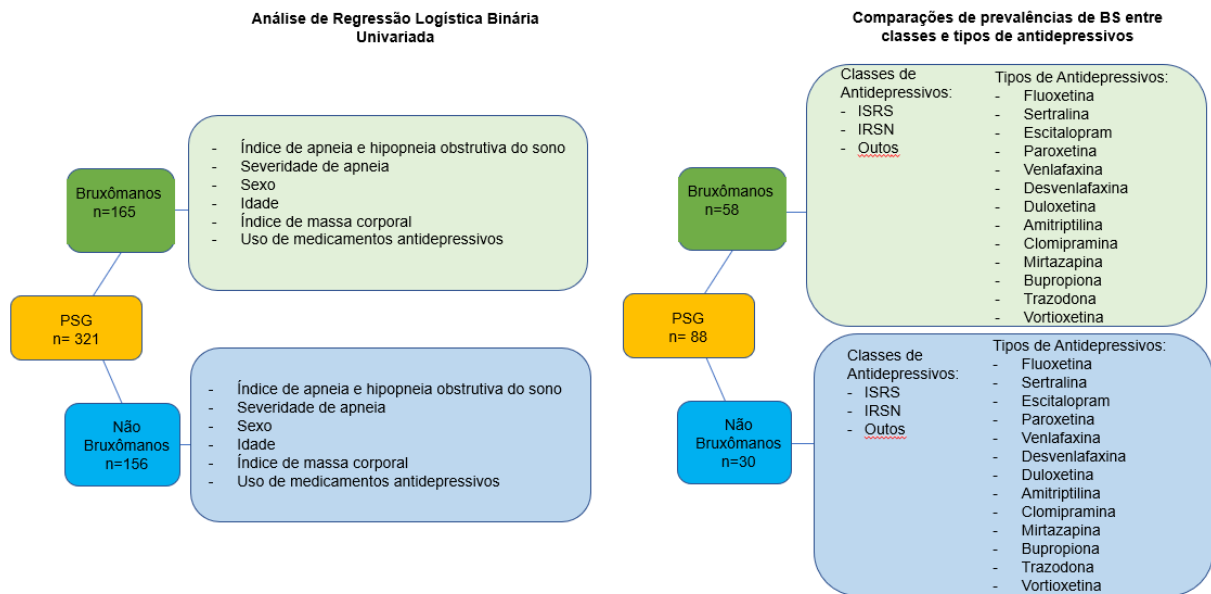 Análise de Regressão Logística Binária
Univariada
Bruxômanos
n=165
- Índice de apneia e hipopneia obstrutiva do sono
- Severidade de apneia
- Sexo
- Idade
- Índice de massa corporal
- Uso de medicamentos antidepressivos
PSG
n= 321
Não
Bruxômanos
n=156
- Índice de apneia e hipopneia obstrutiva do sono
- Severidade de apneia
- Sexo
- Idade
- Índice de massa corporal
- Uso de medicamentos antidepressivos
Comparações de prevalências de BS entre
classes e tipos de antidepressivos
Bruxômanos
n=58
Classes de
Antidepressivos:
- ISRS
- IRSN
- Outos
Tipos de Antidepressivos:
- Fluoxetina
- Sertralina
- Escitalopram
- Paroxetina
- Venlafaxina
- Desvenlafaxina
- Duloxetina
- Amitriptilina
- Clomipramina
- Mirtazapina
- Bupropiona
- Trazodona
- Vortioxetina
PSG
n= 88
Não
Bruxômanos
n=30
Classes de
Antidepressivos:
- ISRS
- IRSN
- Outos
Tipos de Antidepressivos:
- Fluoxetina
- Sertralina
- Escitalopram
- Paroxetina
- Venlafaxina
- Desvenlafaxina
- Duloxetina
- Amitriptilina
- Clomipramina
- Mirtazapina
- Bupropiona
- Trazodona
- Vortioxetina